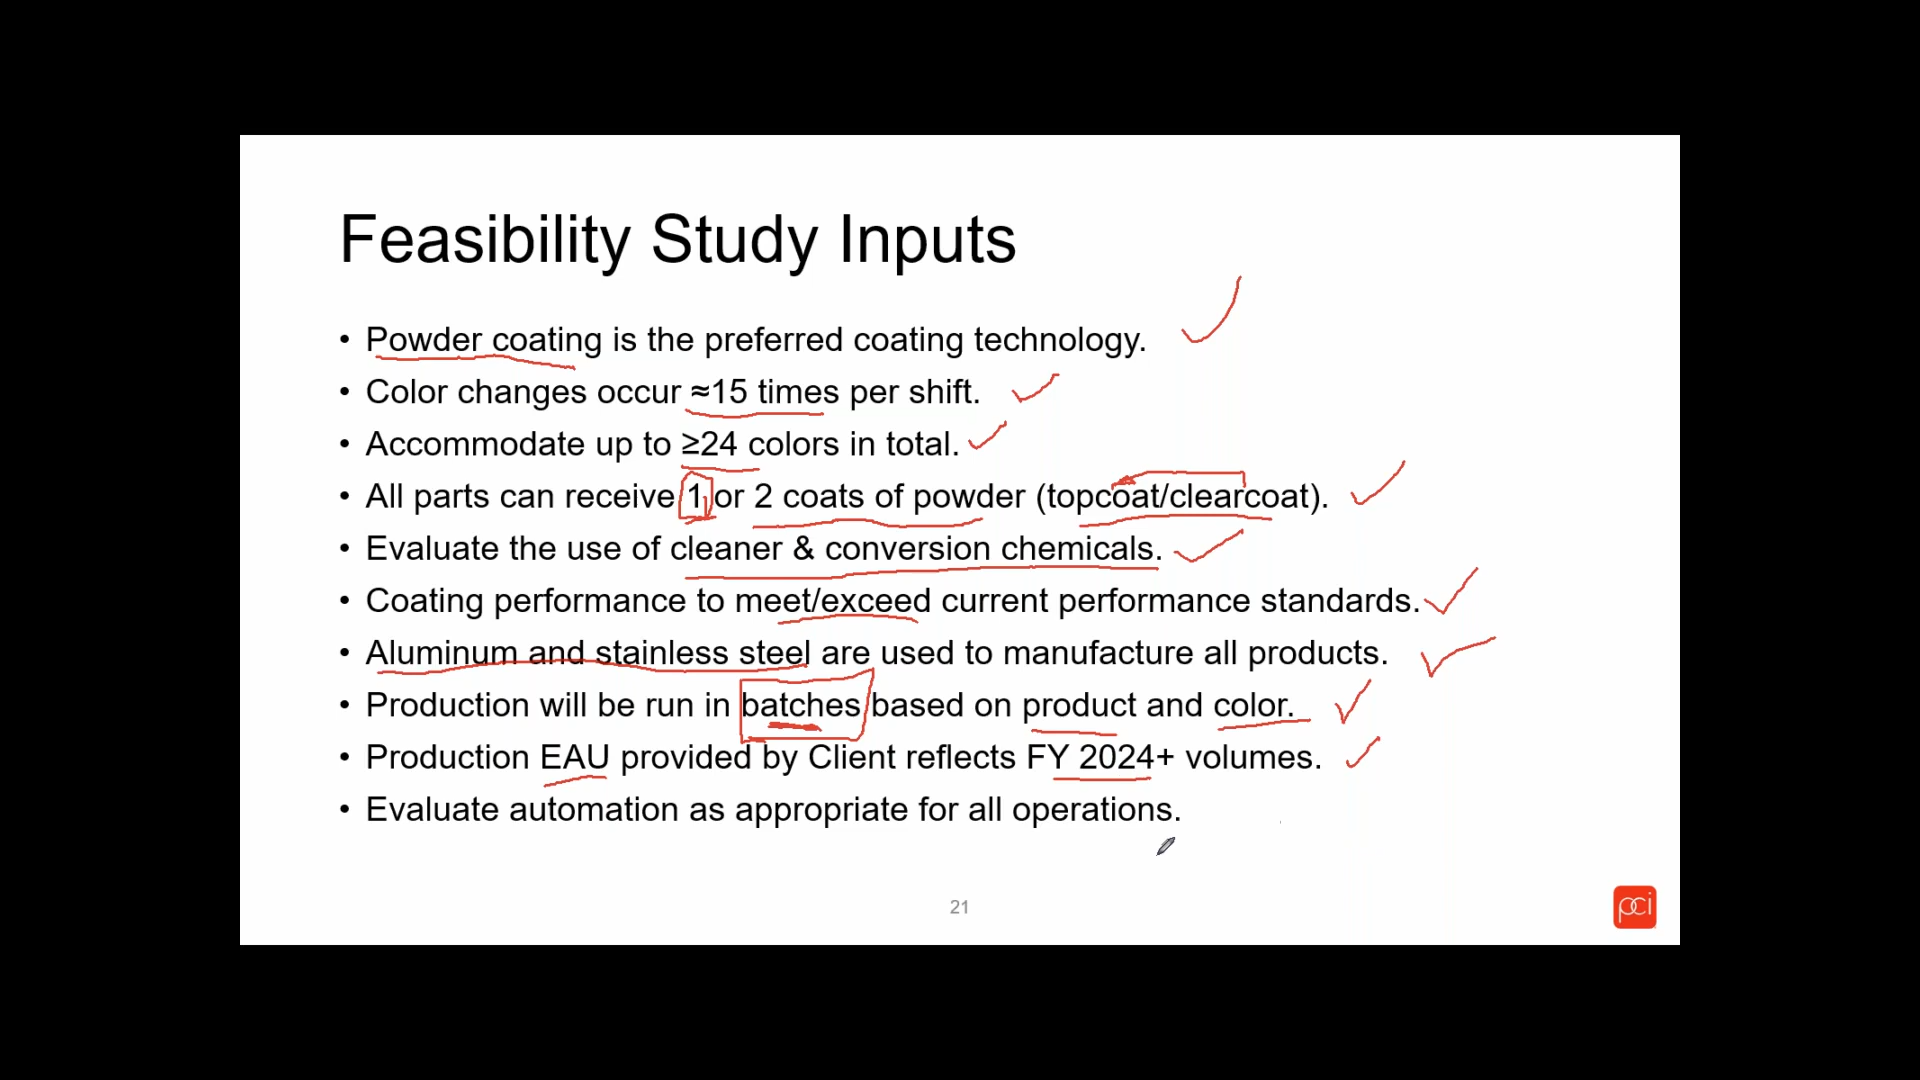 Feasibility Study Inputs
• Powder coating is the preferred coating technology.
• Color changes occur ≈15 times per shift.
• Accommodate up to ≥24 colors in total.
• All parts can receive 1 or 2 coats of powder (topcoat/clearcoat).
• Evaluate the use of cleaner & conversion chemicals.
• Coating performance to meet/exceed current performance standards.
• Aluminum and stainless steel are used to manufacture all products.
• Production will be run in batches based on product and color.
• Production EAU provided by Client reflects FY 2024+ volumes.
• Evaluate automation as appropriate for all operations.
21
pci